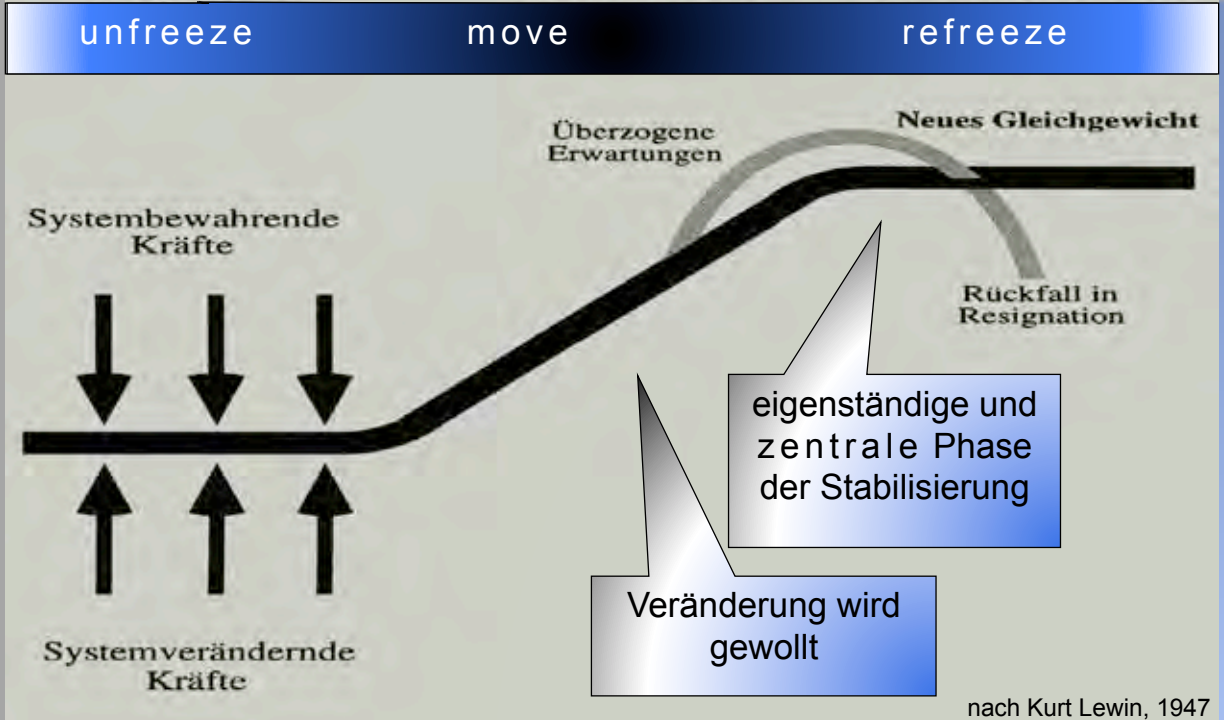 unfreeze move refreeze
Überzogene
Erwartungen
Neues Gleichgewicht
Systembewahrende
Kräfte
Rückfall in
Resignation
eigenständige und
zentrale Phase
der Stabilisierung
Veränderung wird
gewollt
Systemverändernde
Kräfte
nach Kurt Lewin, 1947